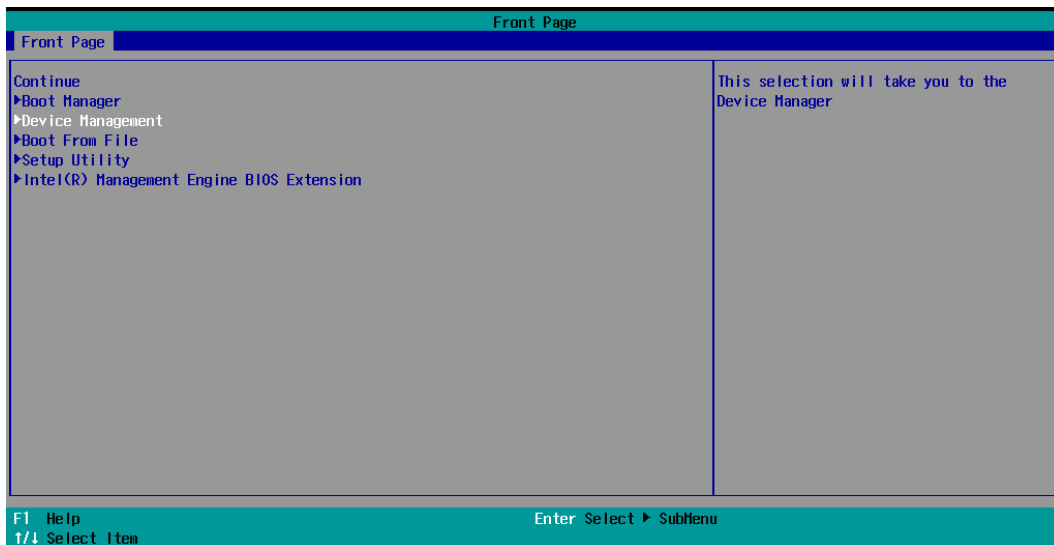 Front Page
Front Page
Continue
▶Boot Manager
▶Device Management
▶Boot From File
▶Setup Utility
▶Intel(R) Management Engine BIOS Extension
This selection will take you to the
Device Manager
F1 Help
Enter Select ▶ SubMenu
↑/↓ Select Item